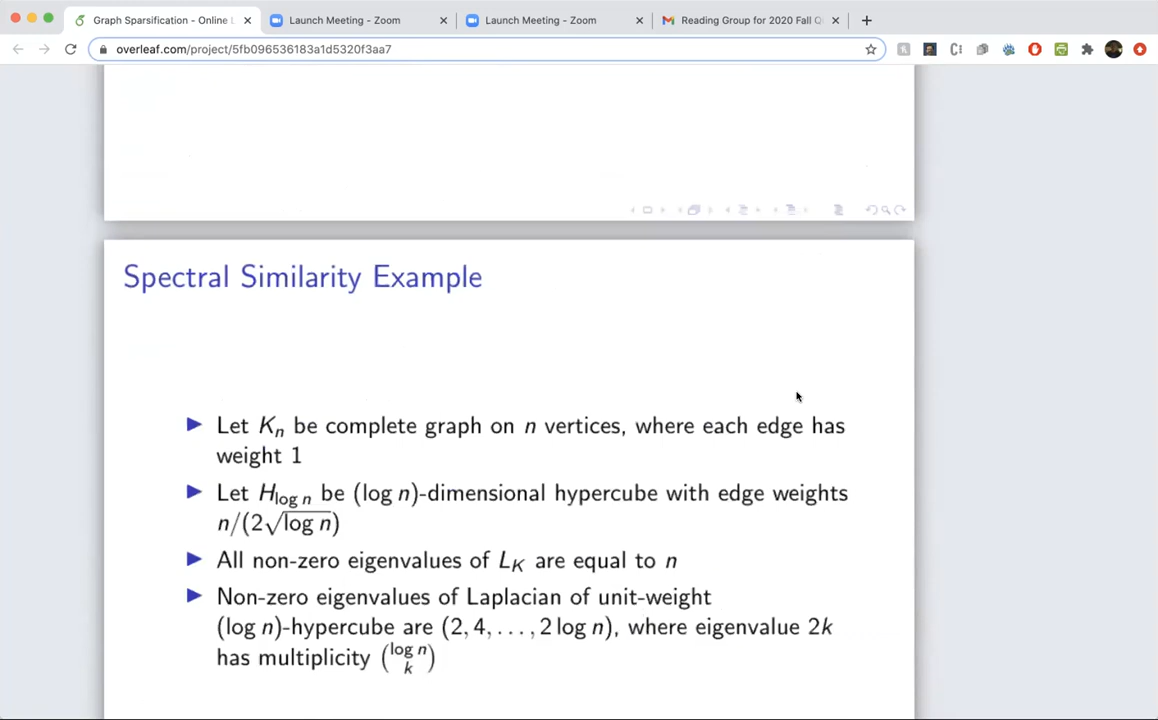 Graph Sparsification - Online L
Launch Meeting - Zoom
Launch Meeting - Zoom
Reading Group for 2020 Fall Q
overleaf.com/project/5fb096536183a1d5320f3aa7
Spectral Similarity Example
▶ Let Kₙ be complete graph on n vertices, where each edge has
weight 1
▶ Let H_{log n} be (log n)-dimensional hypercube with edge weights
n/(2√log n)
▶ All non-zero eigenvalues of L_K are equal to n
▶ Non-zero eigenvalues of Laplacian of unit-weight
(log n)-hypercube are (2, 4, . . . , 2 log n), where eigenvalue 2k
has multiplicity (log n k)